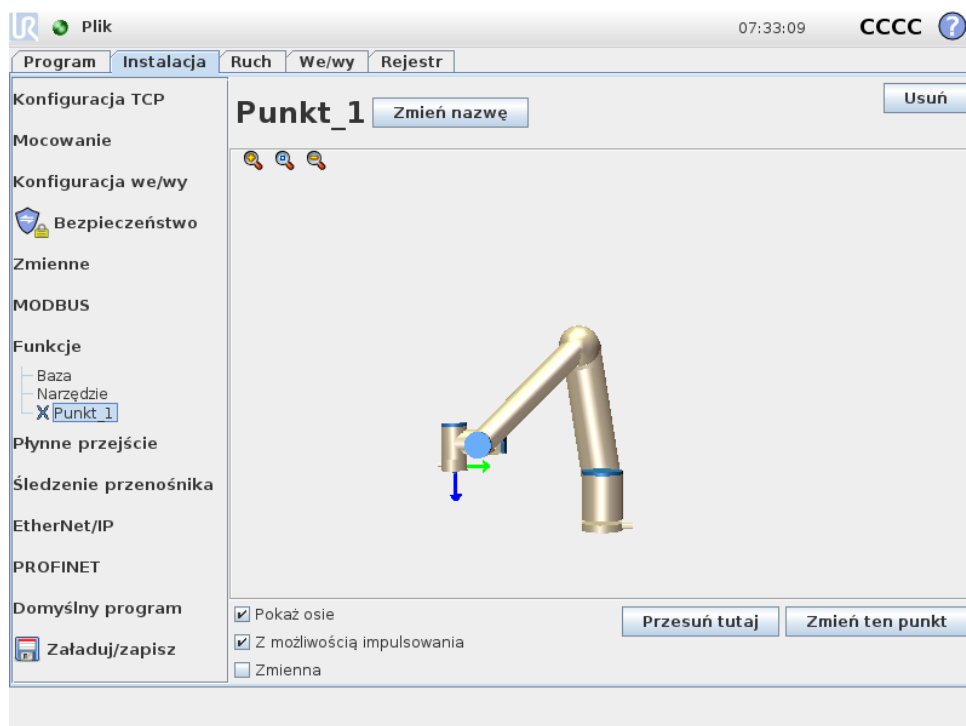 UR Plik 07:33:09 CCCC ?
Program Instalacja Ruch We/wy Rejestr
Konfiguracja TCP
Mocowanie
Konfiguracja we/wy
Bezpieczeństwo
Zmienne
MODBUS
Funkcje
Baza
Narzędzie
Punkt_1
Płynne przejście
Śledzenie przenośnika
EtherNet/IP
PROFINET
Domyślny program
Załaduj/zapisz
Punkt_1 Zmień nazwę Usuń
Pokaż osie
Z możliwością impulsowania
Zmienna
Przesuń tutaj Zmień ten punkt